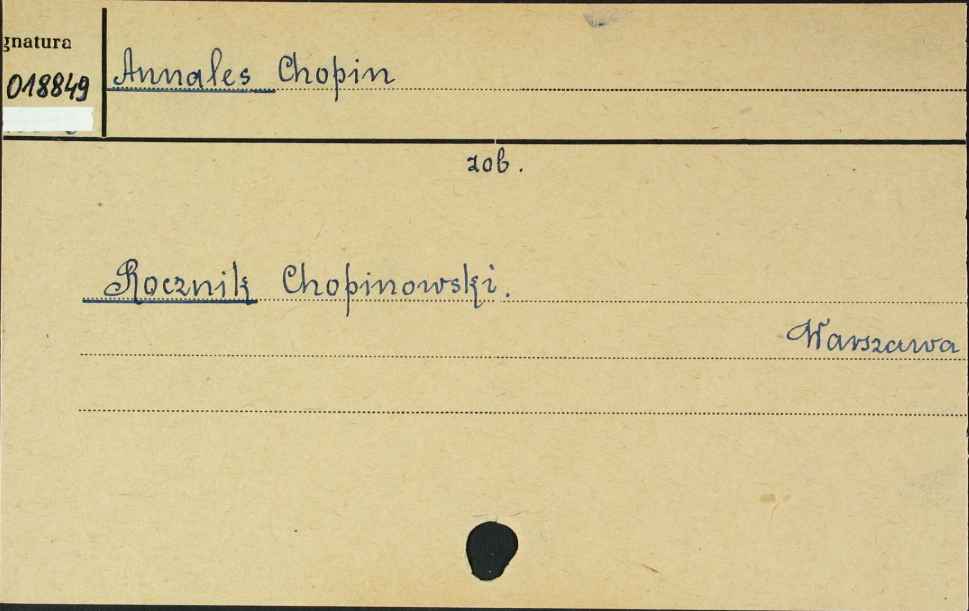 gnatura
018849
Annales Chopin
zob.
Rocznik Chopinowski.
Warszawa